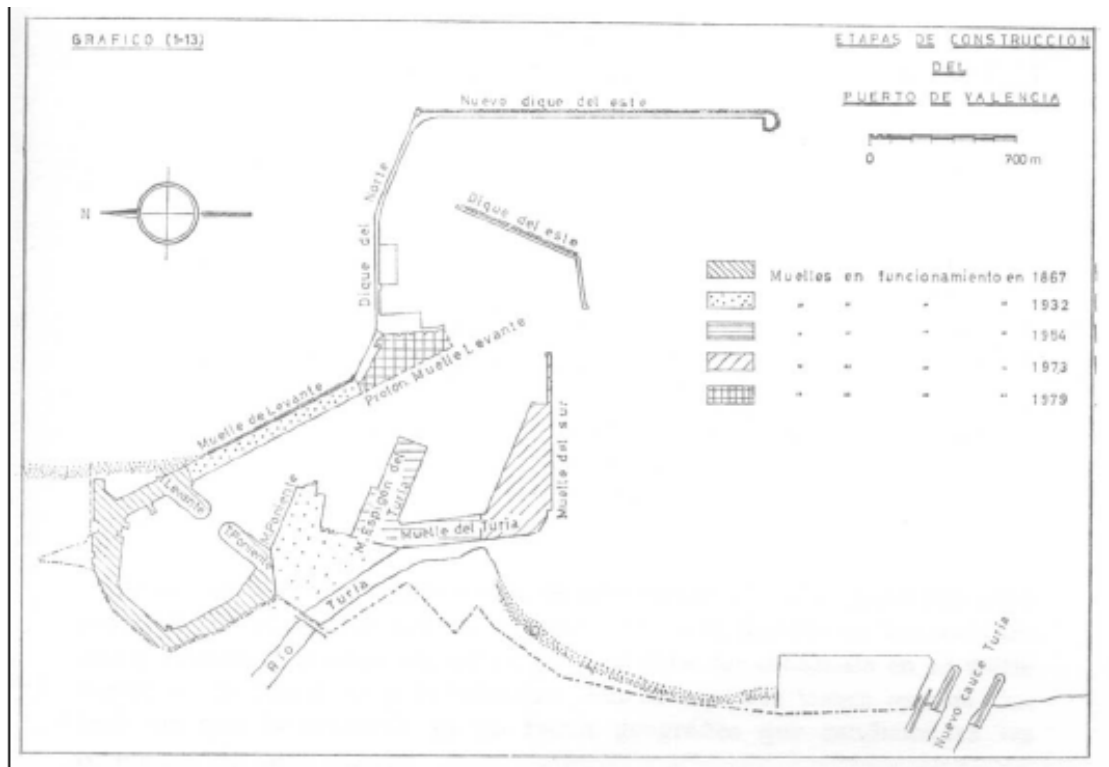 GRAFICO (1-13)
ETAPAS DE CONSTRUCCION
DEL
PUERTO DE VALENCIA
0 700 m
N
Nuevo dique del este
Dique del Norte
Dique del este
Muelles en funcionamiento en 1867
" " " " 1932
" " " " 1954
" " " " 1973
" " " " 1979
Prolon. Muelle Levante
Muelle de Levante
T.Levante
T.Poniente
M.Poniente
M. Espigón del
Turia
Muelle del Turia
Muelle del sur
Rio Turia
Nuevo cauce Turia